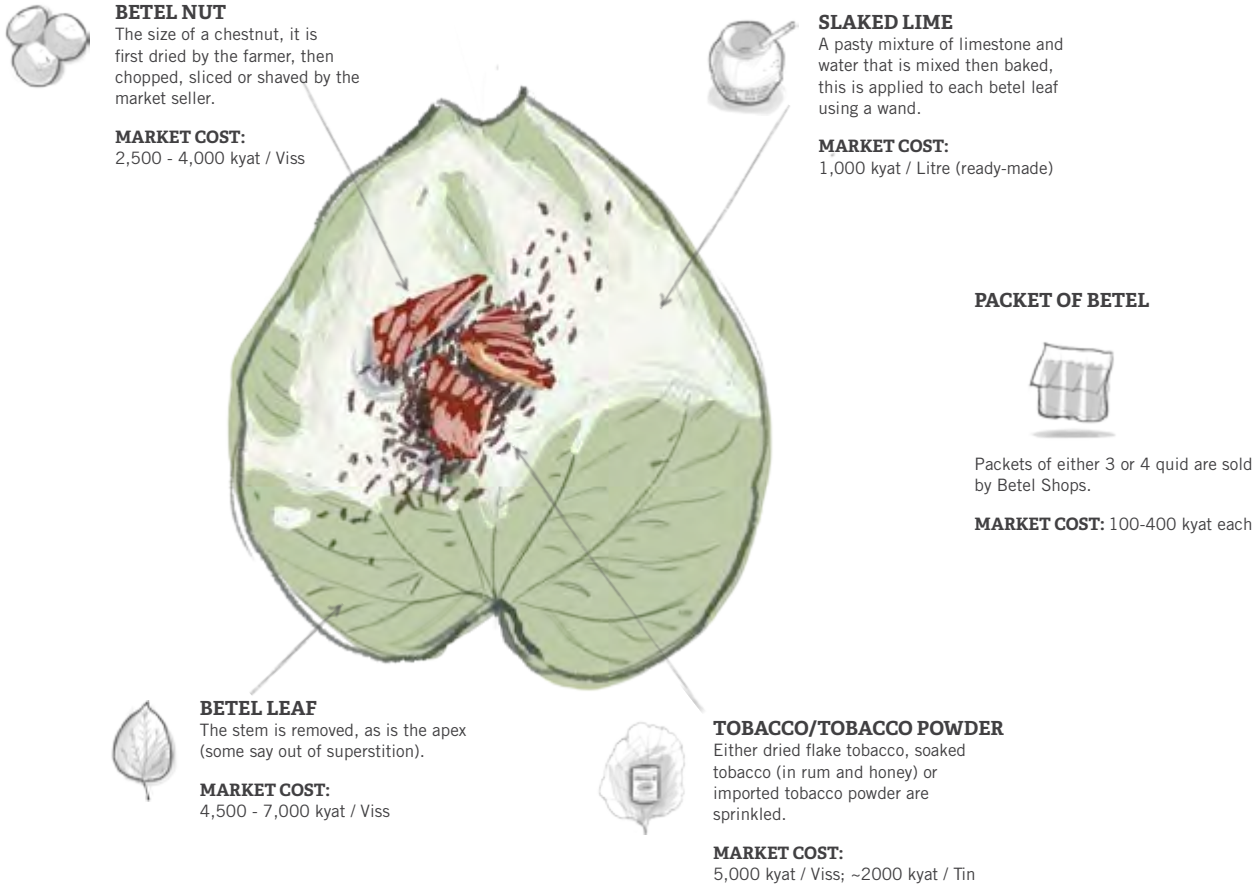 BETEL NUT
The size of a chestnut, it is
first dried by the farmer, then
chopped, sliced or shaved by the
market seller.
MARKET COST:
2,500 - 4,000 kyat / Viss
SLAKED LIME
A pasty mixture of limestone and
water that is mixed then baked,
this is applied to each betel leaf
using a wand.
MARKET COST:
1,000 kyat / Litre (ready-made)
PACKET OF BETEL
Packets of either 3 or 4 quid are sold
by Betel Shops.
MARKET COST: 100-400 kyat each
BETEL LEAF
The stem is removed, as is the apex
(some say out of superstition).
MARKET COST:
4,500 - 7,000 kyat / Viss
TOBACCO/TOBACCO POWDER
Either dried flake tobacco, soaked
tobacco (in rum and honey) or
imported tobacco powder are
sprinkled.
MARKET COST:
5,000 kyat / Viss; ~2000 kyat / Tin